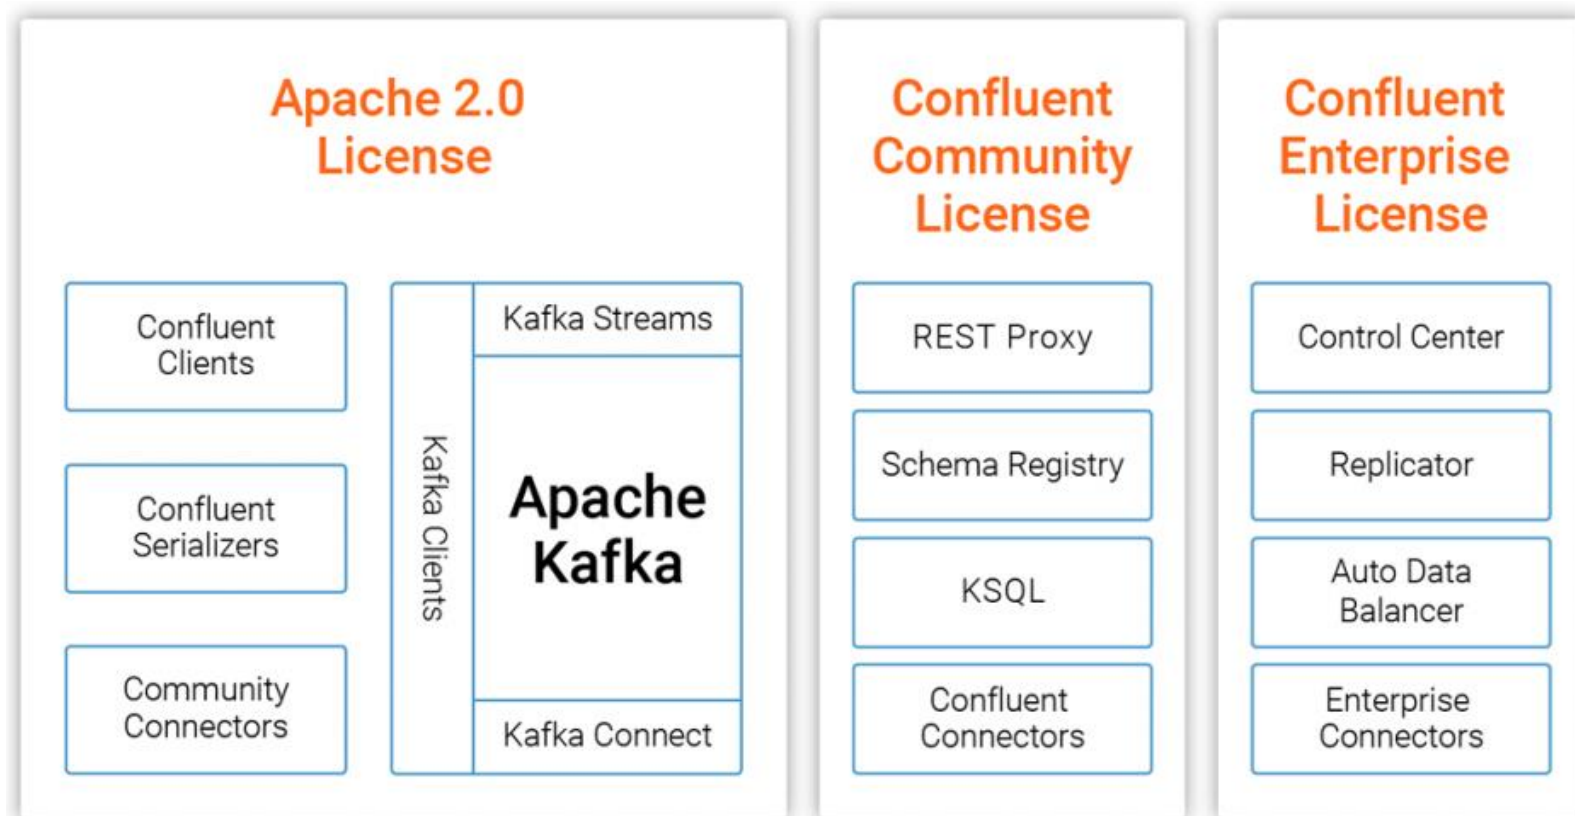 Apache 2.0
License
Confluent
Clients
Confluent
Serializers
Community
Connectors
Kafka Clients
Kafka Streams
Apache
Kafka
Kafka Connect
Confluent
Community
License
REST Proxy
Schema Registry
KSQL
Confluent
Connectors
Confluent
Enterprise
License
Control Center
Replicator
Auto Data
Balancer
Enterprise
Connectors